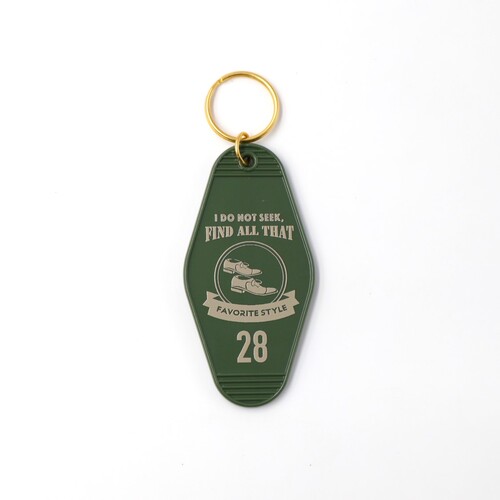 I DO NOT SEEK,
FIND ALL THAT
FAVORITE STYLE
28